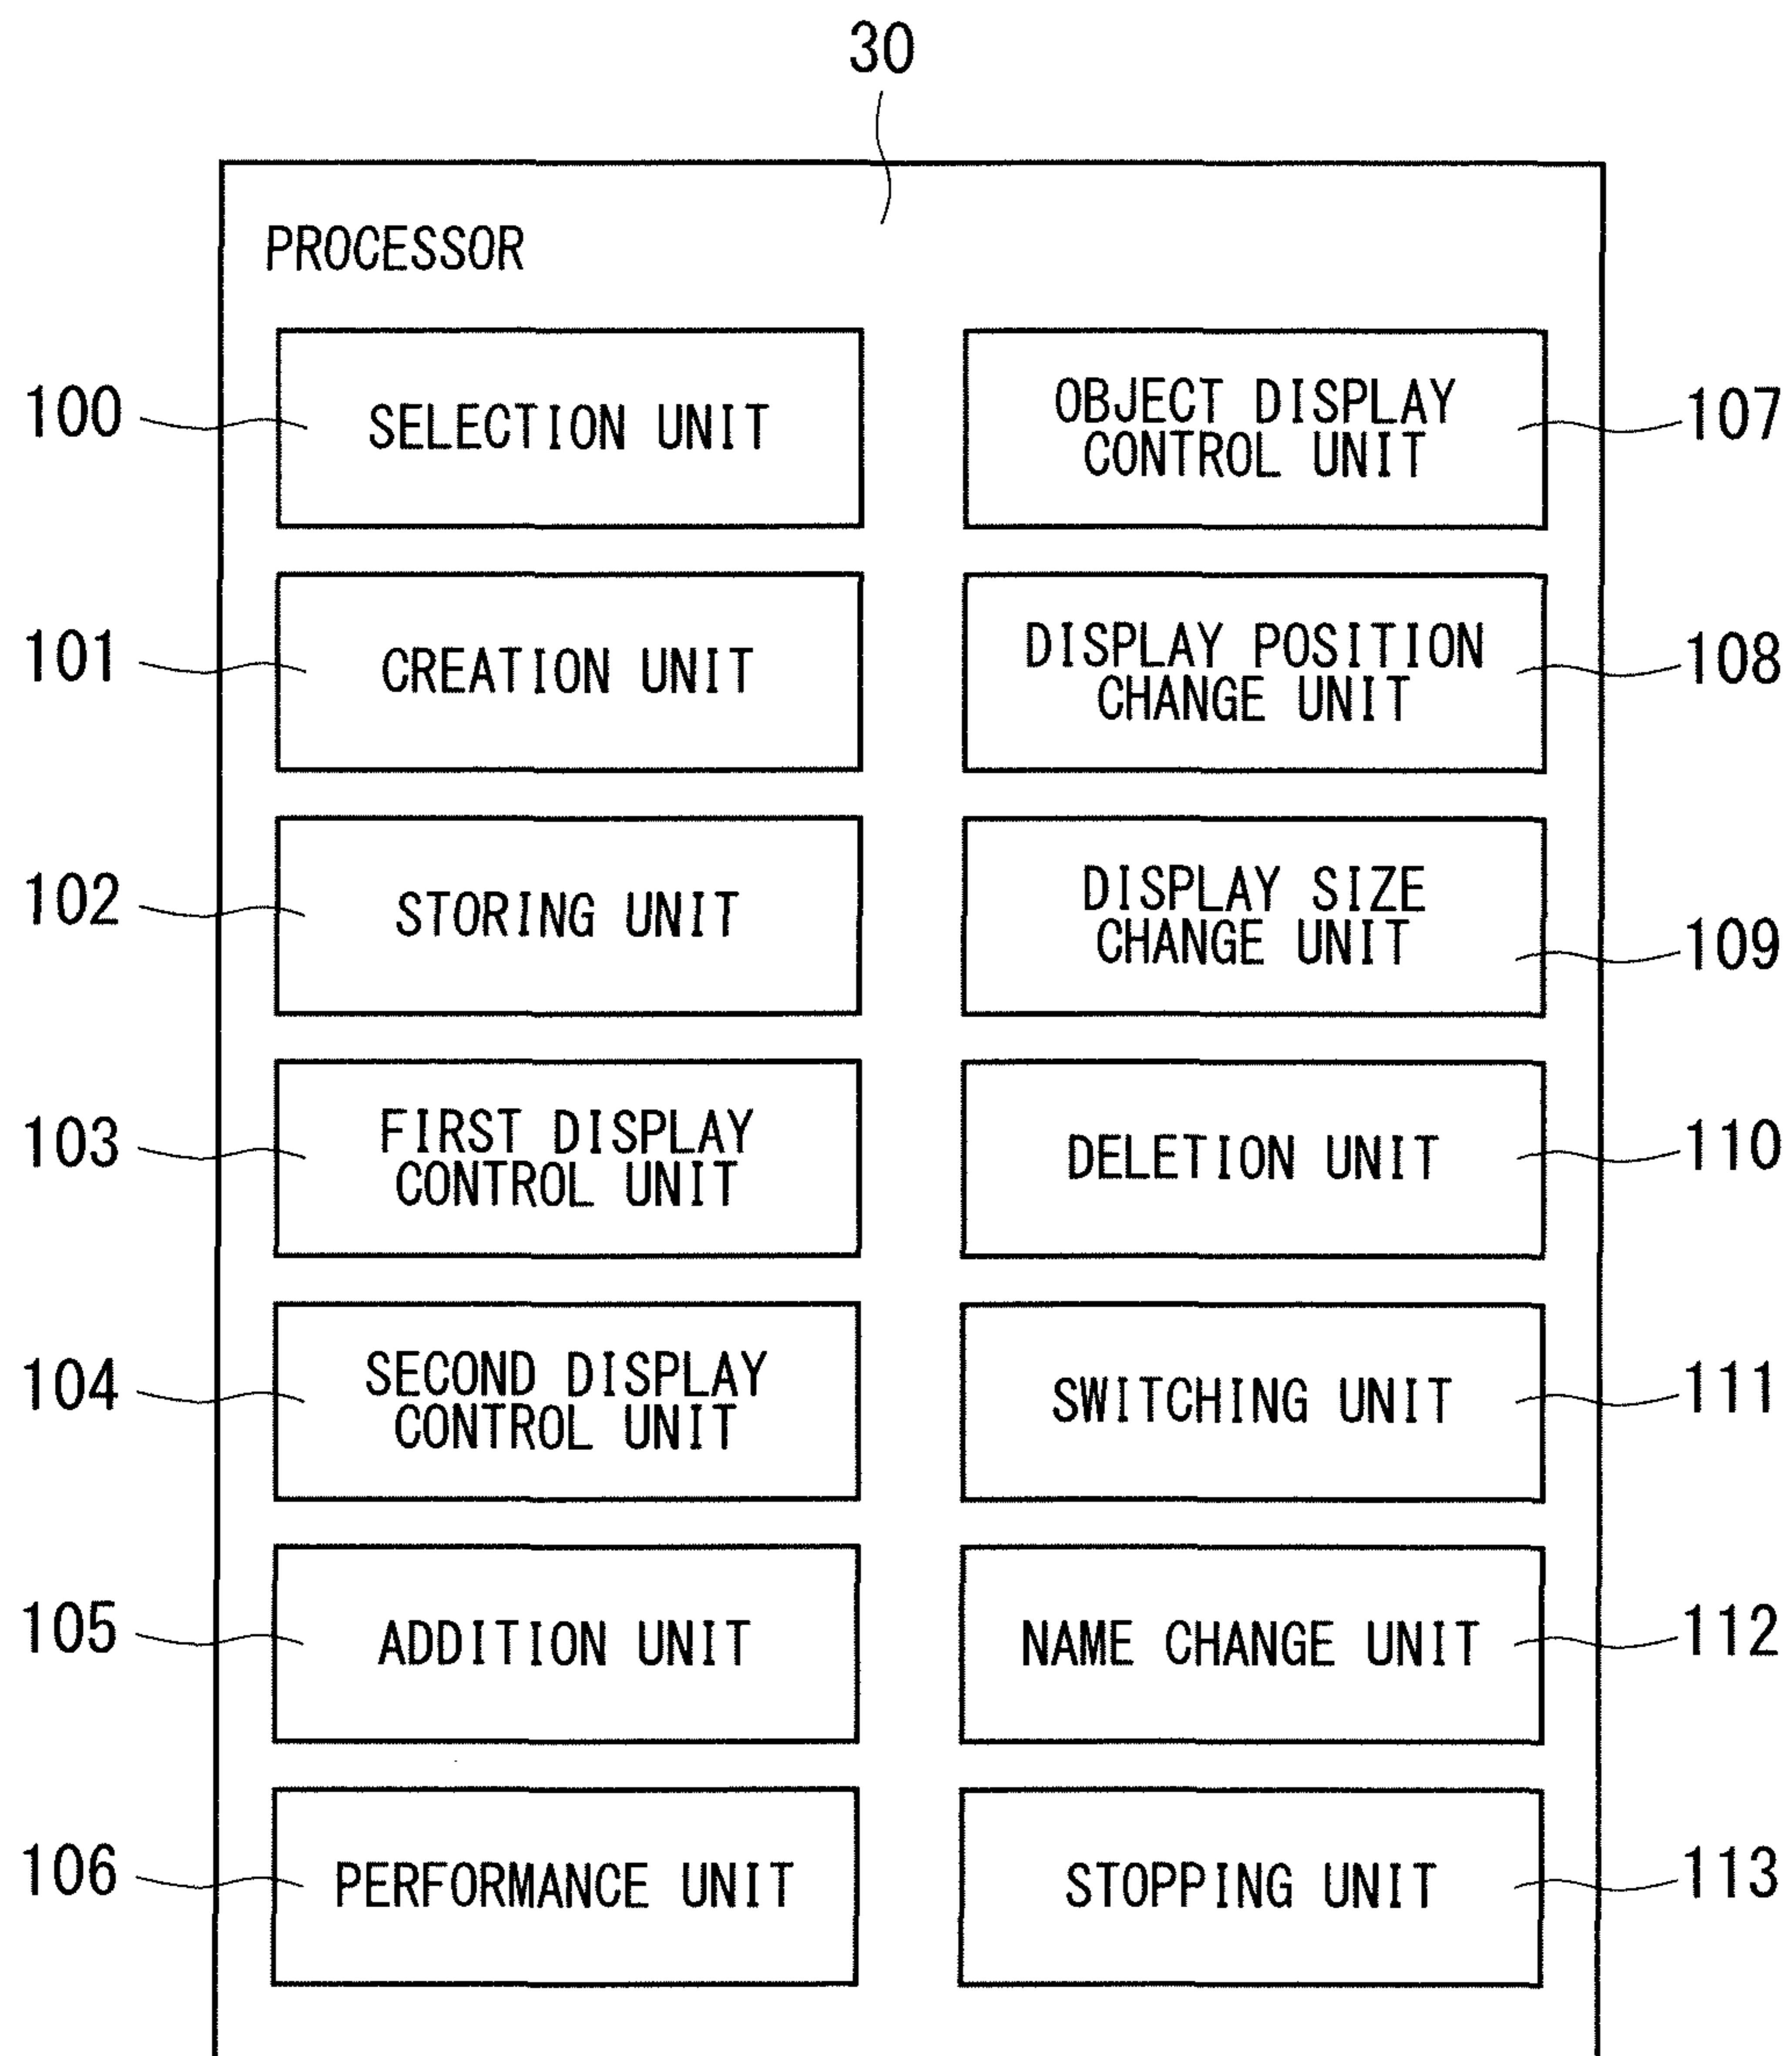 30
PROCESSOR
100
SELECTION UNIT
101
CREATION UNIT
102
STORING UNIT
103
FIRST DISPLAY
CONTROL UNIT
104
SECOND DISPLAY
CONTROL UNIT
105
ADDITION UNIT
106
PERFORMANCE UNIT
OBJECT DISPLAY
CONTROL UNIT
107
DISPLAY POSITION
CHANGE UNIT
108
DISPLAY SIZE
CHANGE UNIT
109
DELETION UNIT
110
SWITCHING UNIT
111
NAME CHANGE UNIT
112
STOPPING UNIT
113